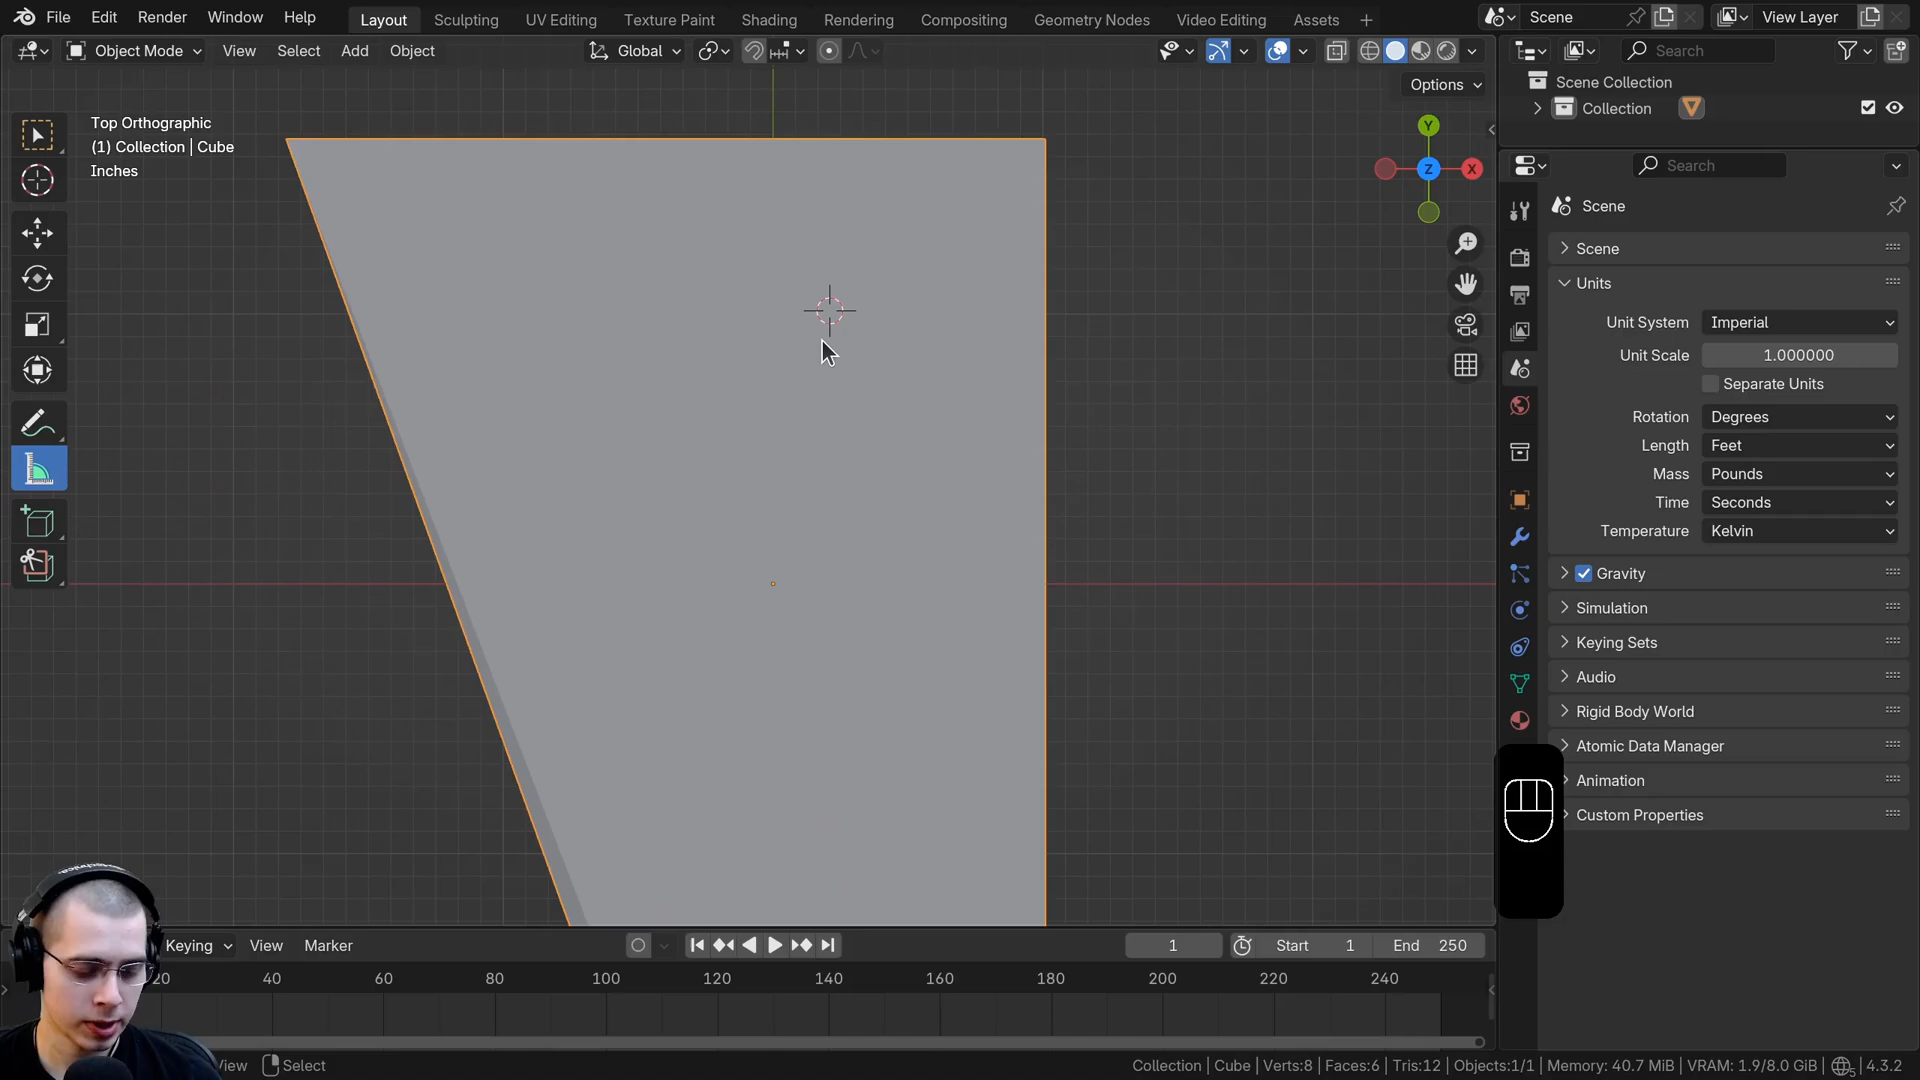 File Edit Render Window Help Layout Sculpting UV Editing Texture Paint Shading Rendering Compositing Geometry Nodes Video Editing Assets Scene View Layer
Object Mode View Select Add Object Global Search
Options
Scene Collection
Collection
Top Orthographic
(1) Collection | Cube
Inches
Y
X
Z
Search
Scene
Scene
Units
Unit System Imperial
Unit Scale 1.000000
Separate Units
Rotation Degrees
Length Feet
Mass Pounds
Time Seconds
Temperature Kelvin
Gravity
Simulation
Keying Sets
Audio
Rigid Body World
Atomic Data Manager
Animation
Custom Properties
Keying View Marker 1 Start 1 End 250
20 40 60 80 100 120 140 160 180 200 220 240
View Select Collection | Cube | Verts:8 | Faces:6 | Tris:12 | Objects:1/1 | Memory: 40.7 MiB | VRAM: 1.9/8.0 GiB | 5 4.3.2